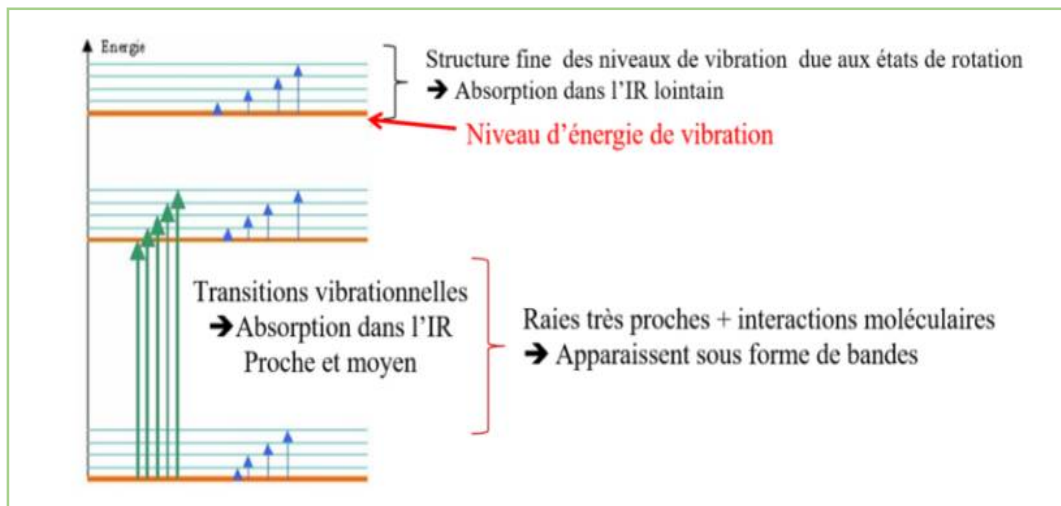 Energie
Structure fine des niveaux de vibration due aux états de rotation
➔ Absorption dans l’IR lointain
Niveau d’énergie de vibration
Transitions vibrationnelles
➔Absorption dans l’IR
Proche et moyen
Raies très proches + interactions moléculaires
➔ Apparaissent sous forme de bandes